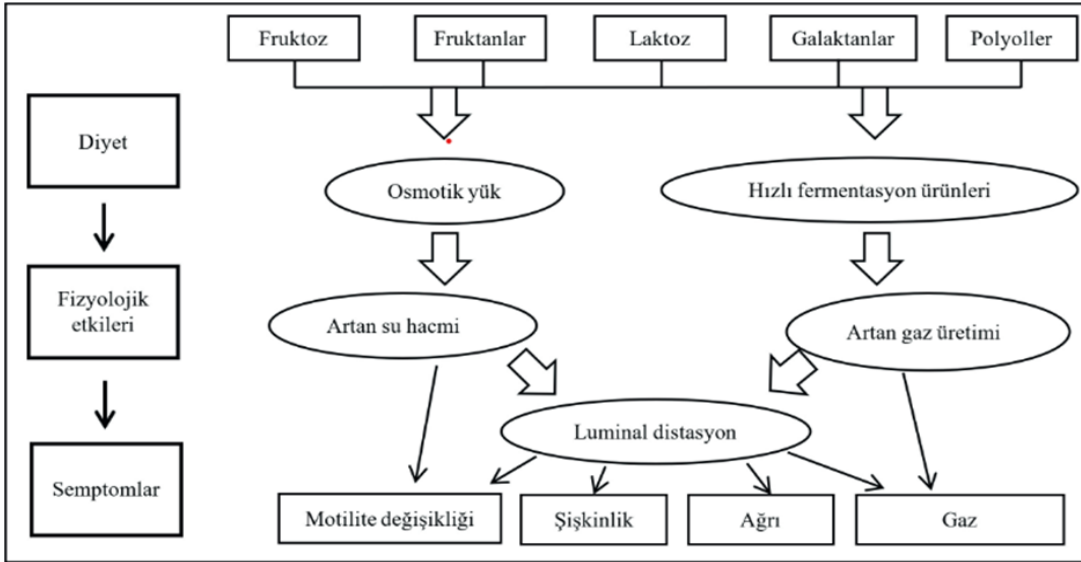 Fruktoz
Fruktanlar
Laktoz
Galaktanlar
Polyoller
Diyet
Osmotik yük
Hızlı fermentasyon ürünleri
Fizyolojik
etkileri
Artan su hacmi
Artan gaz üretimi
Luminal distasyon
Semptomlar
Motilite değişikliği
Şişkinlik
Ağrı
Gaz